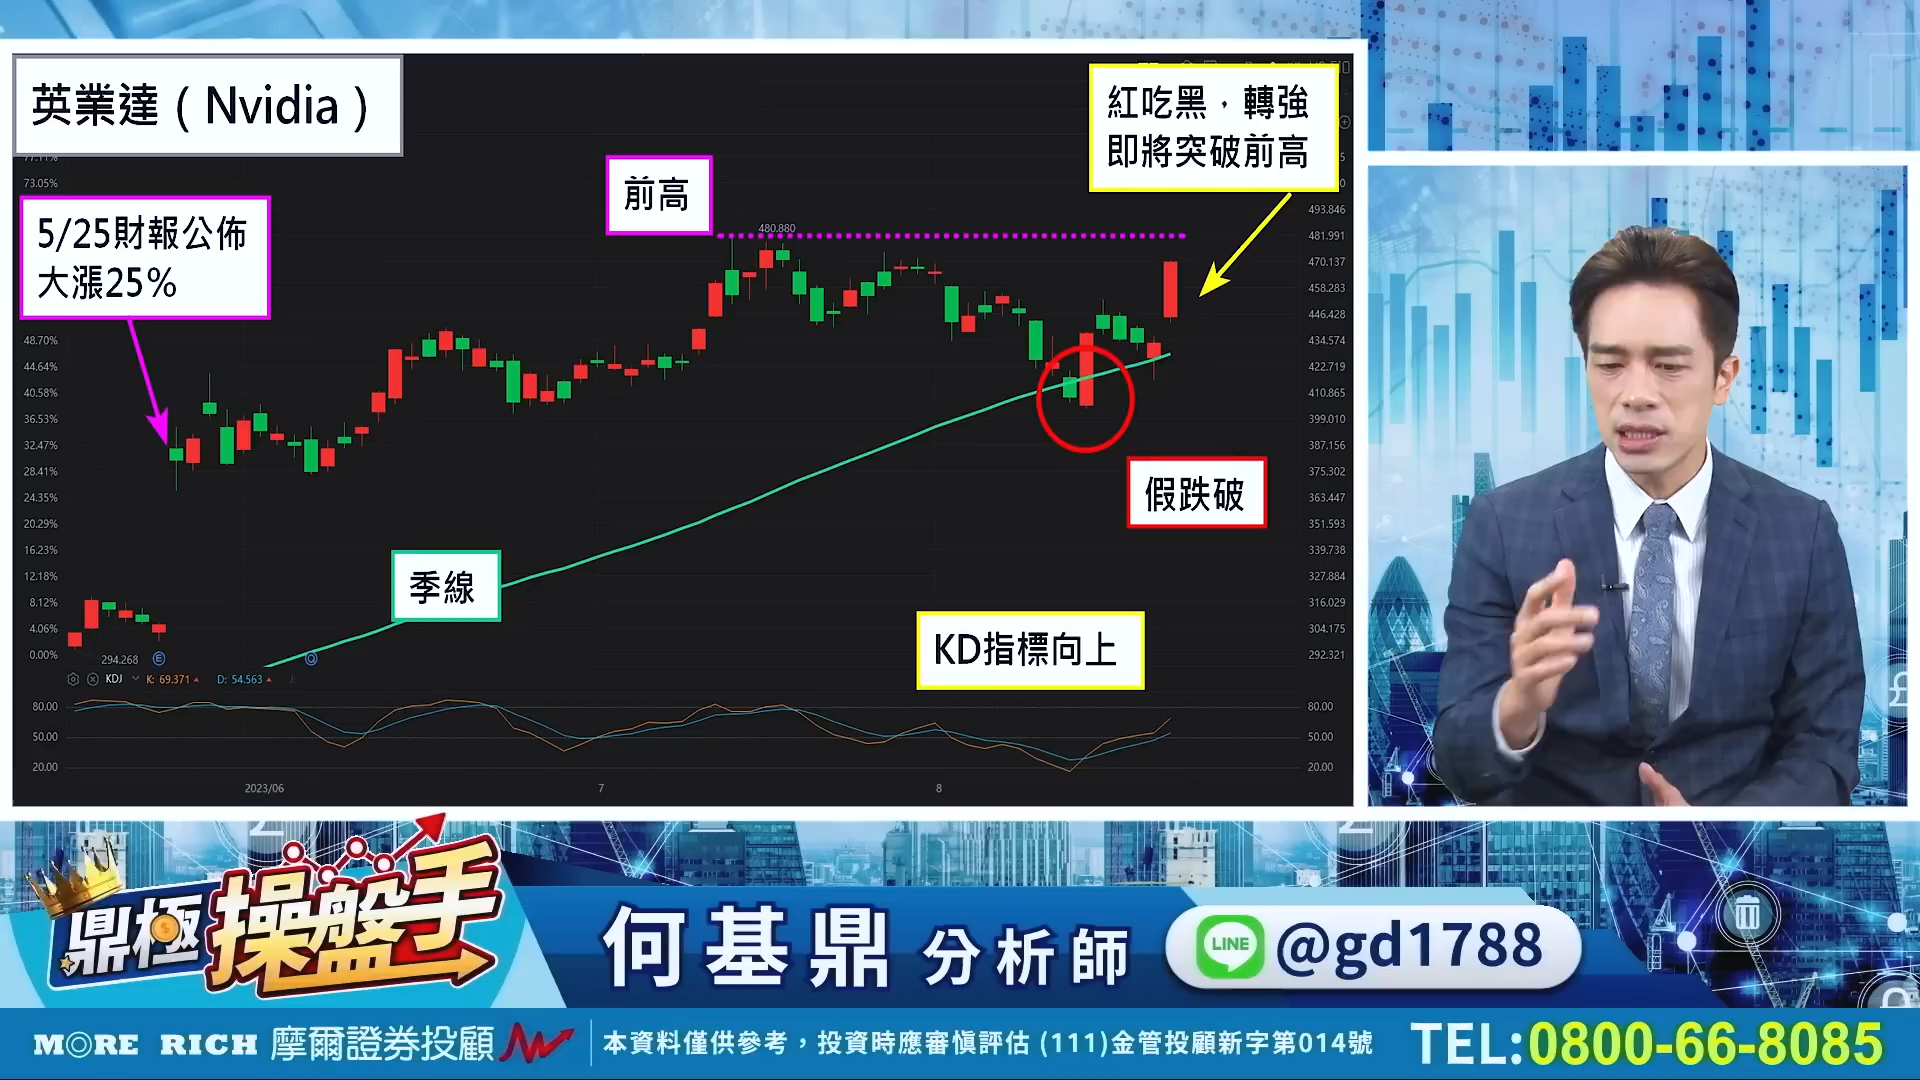 英業達（Nvidia）
5/25財報公佈
大漲25%
前高
紅吃黑，轉強
即將突破前高
假跌破
季線
KD指標向上
480.880
294.268
E
Q
73.05%
48.70%
44.64%
40.58%
36.53%
32.47%
28.41%
24.35%
20.29%
16.23%
12.18%
8.12%
4.06%
0.00%
493.846
481.991
470.137
458.283
446.428
434.574
422.719
410.865
399.010
387.156
375.302
363.447
351.593
339.738
327.884
316.029
304.175
292.321
KDJ K: 69.371 D: 54.563
80.00
50.00
20.00
80.00
50.00
20.00
2023/06 7 8
鼎極操盤手
何基鼎 分析師
LINE @gd1788
MORE RICH 摩爾證券投顧
本資料僅供參考，投資時應審慎評估 (111)金管投顧新字第014號
TEL:0800-66-8085